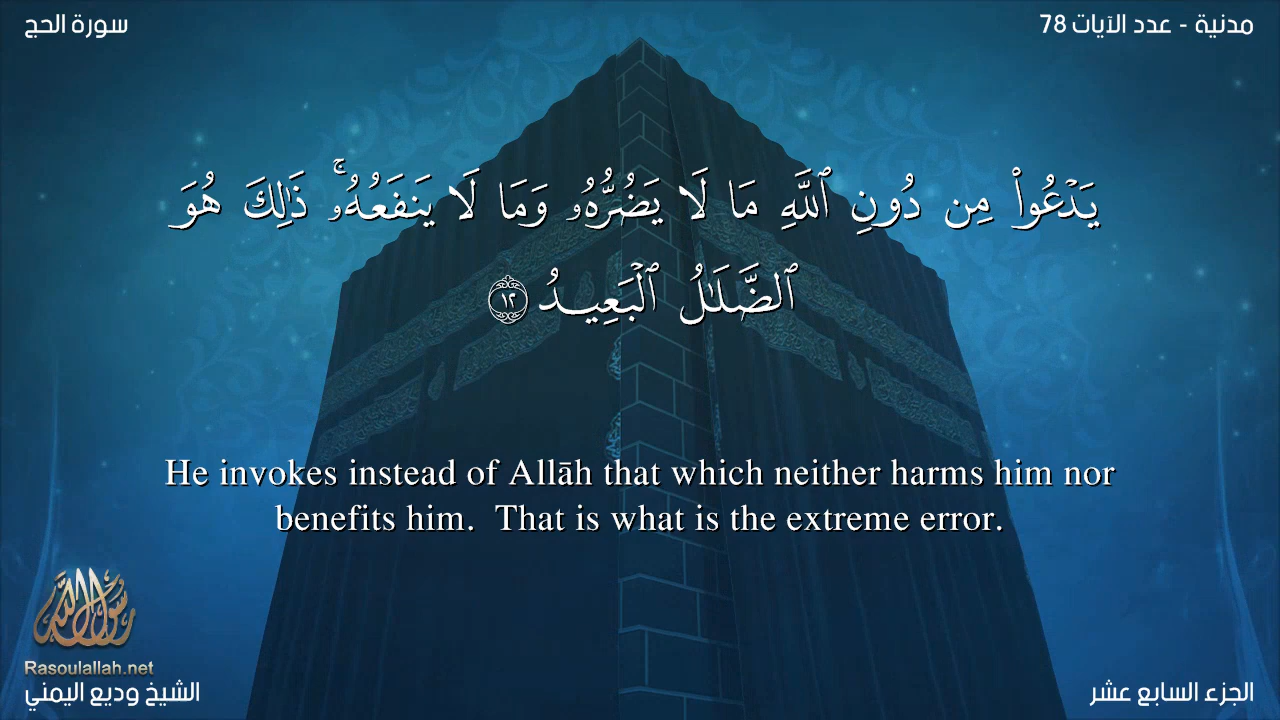 سورة الحج
مدنية - عدد الآيات 78
يَدْعُوا۟ مِن دُونِ ٱللَّهِ مَا لَا يَضُرُّهُۥ وَمَا لَا يَنفَعُهُۥ ۚ ذَٰلِكَ هُوَ
ٱلضَّلَـٰلُ ٱلْبَعِيدُ ١٢
He invokes instead of Allāh that which neither harms him nor
benefits him.  That is what is the extreme error.
رسول الله
Rasoulallah.net
الشيخ وديع اليمني
الجزء السابع عشر